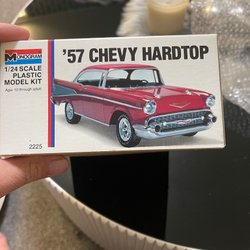 Monogram
'57 CHEVY HARDTOP
1/24 SCALE
PLASTIC
MODEL KIT
Ages 10 through adult
2225